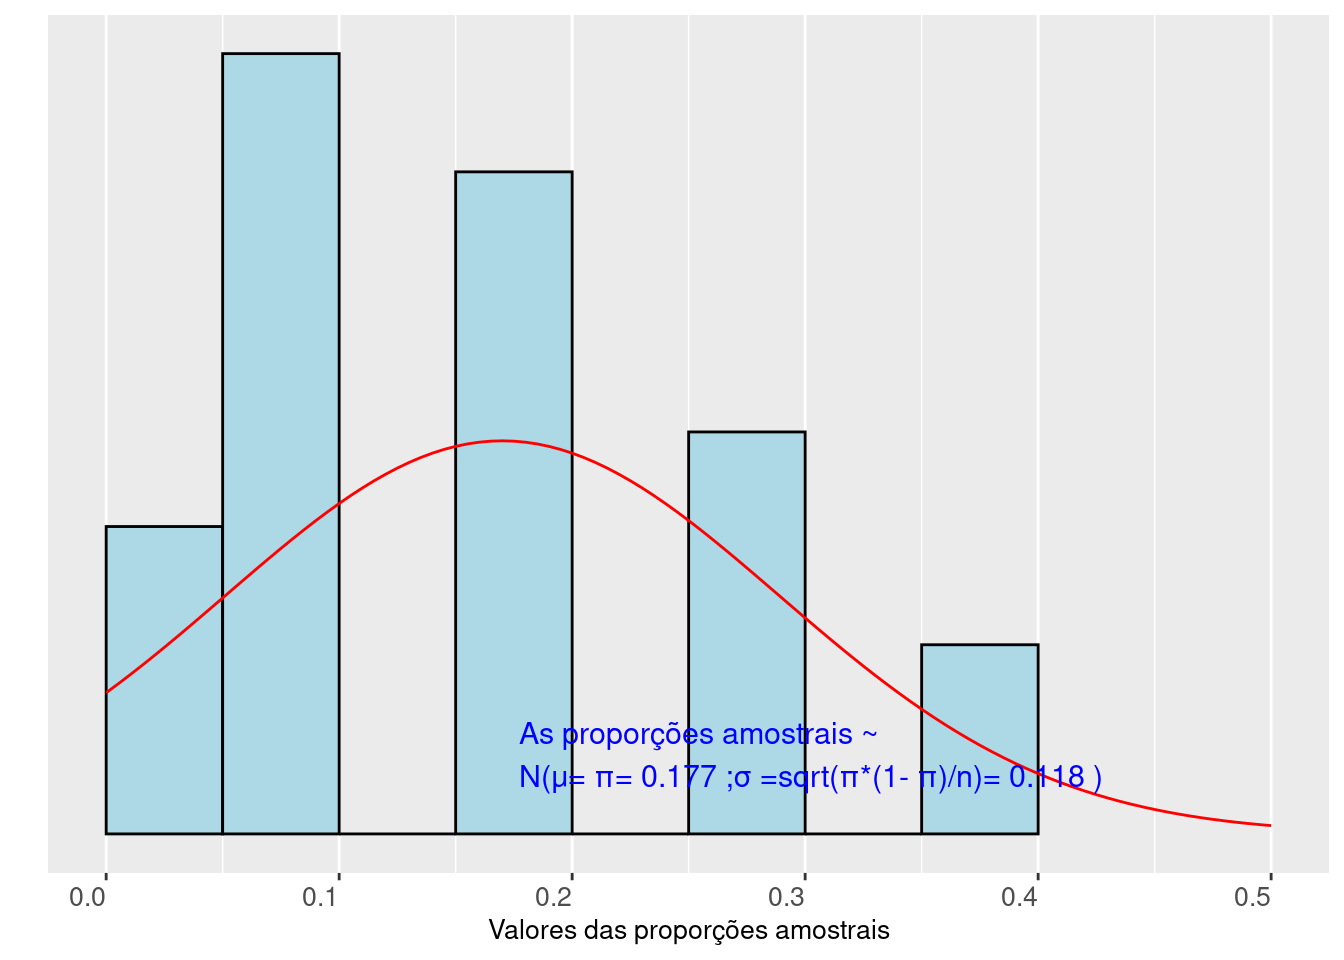 As proporções amostrais ~
N(μ= π= 0.177 ;σ =sqrt(π*(1- π)/n)= 0.118 )
0.0 0.1 0.2 0.3 0.4 0.5
Valores das proporções amostrais